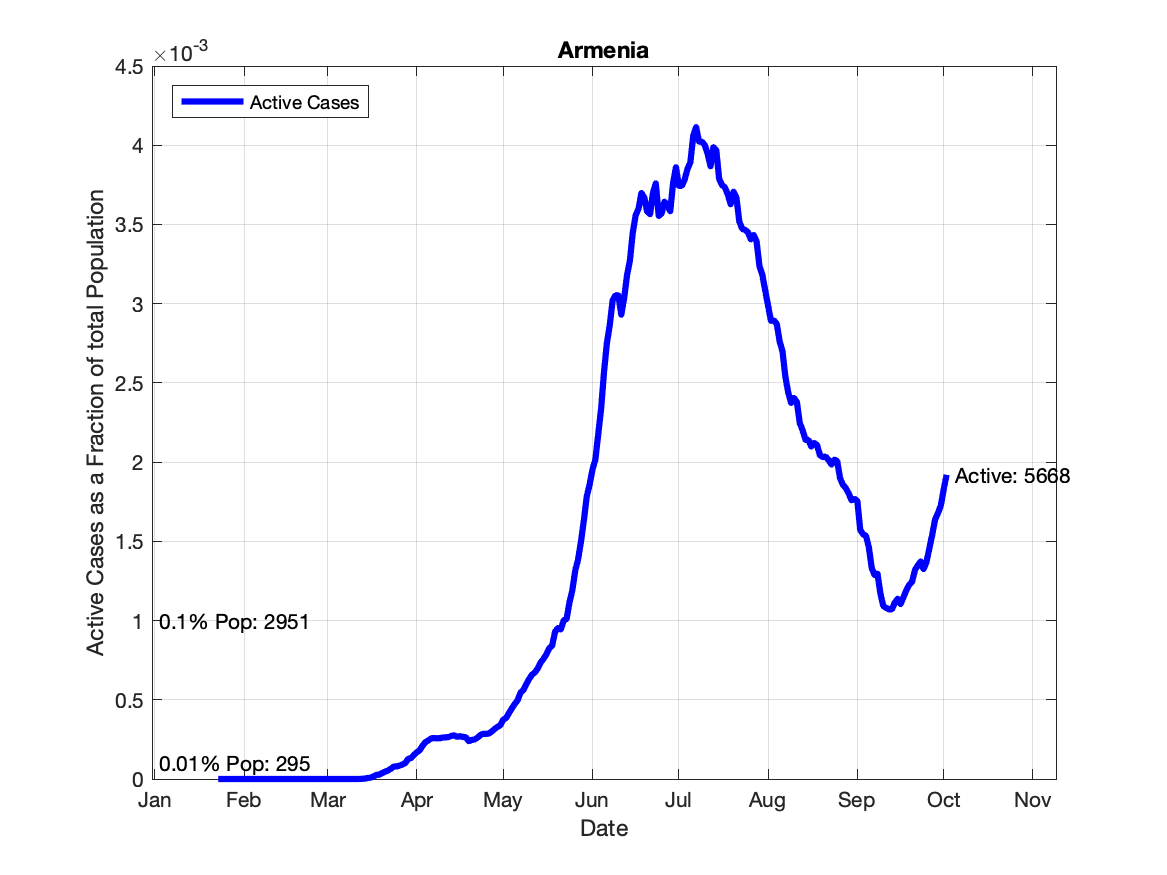 Armenia
×10-3
Active Cases
4.5
4
3.5
3
2.5
2
1.5
1
0.5
0
Active Cases as a Fraction of total Population
Active: 5668
0.1% Pop: 2951
0.01% Pop: 295
Jan Feb Mar Apr May Jun Jul Aug Sep Oct Nov
Date